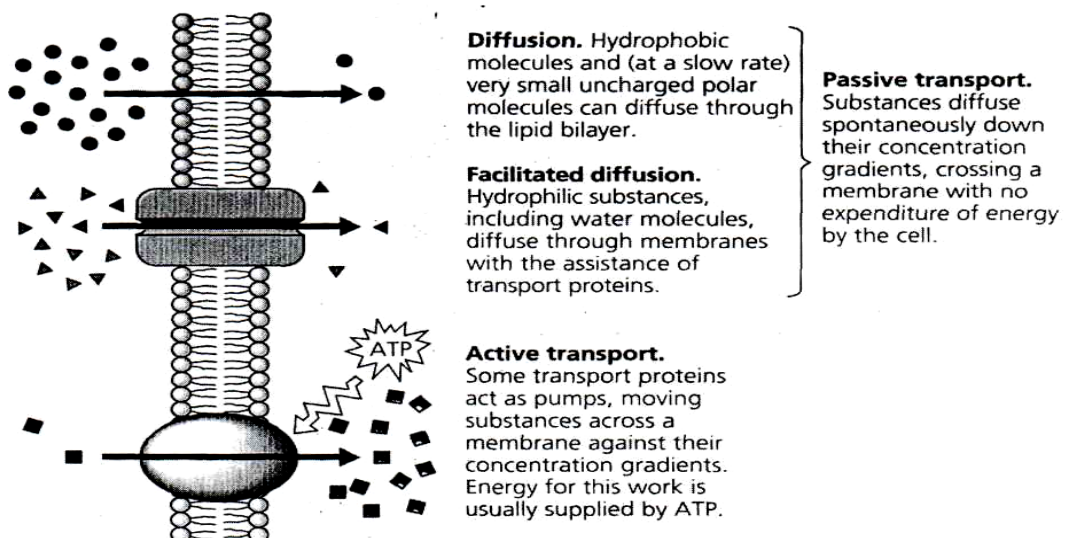 Diffusion. Hydrophobic
molecules and (at a slow rate)
very small uncharged polar
molecules can diffuse through
the lipid bilayer.
Facilitated diffusion.
Hydrophilic substances,
including water molecules,
diffuse through membranes
with the assistance of
transport proteins.
Passive transport.
Substances diffuse
spontaneously down
their concentration
gradients, crossing a
membrane with no
expenditure of energy
by the cell.
ATP
Active transport.
Some transport proteins
act as pumps, moving
substances across a
membrane against their
concentration gradients.
Energy for this work is
usually supplied by ATP.